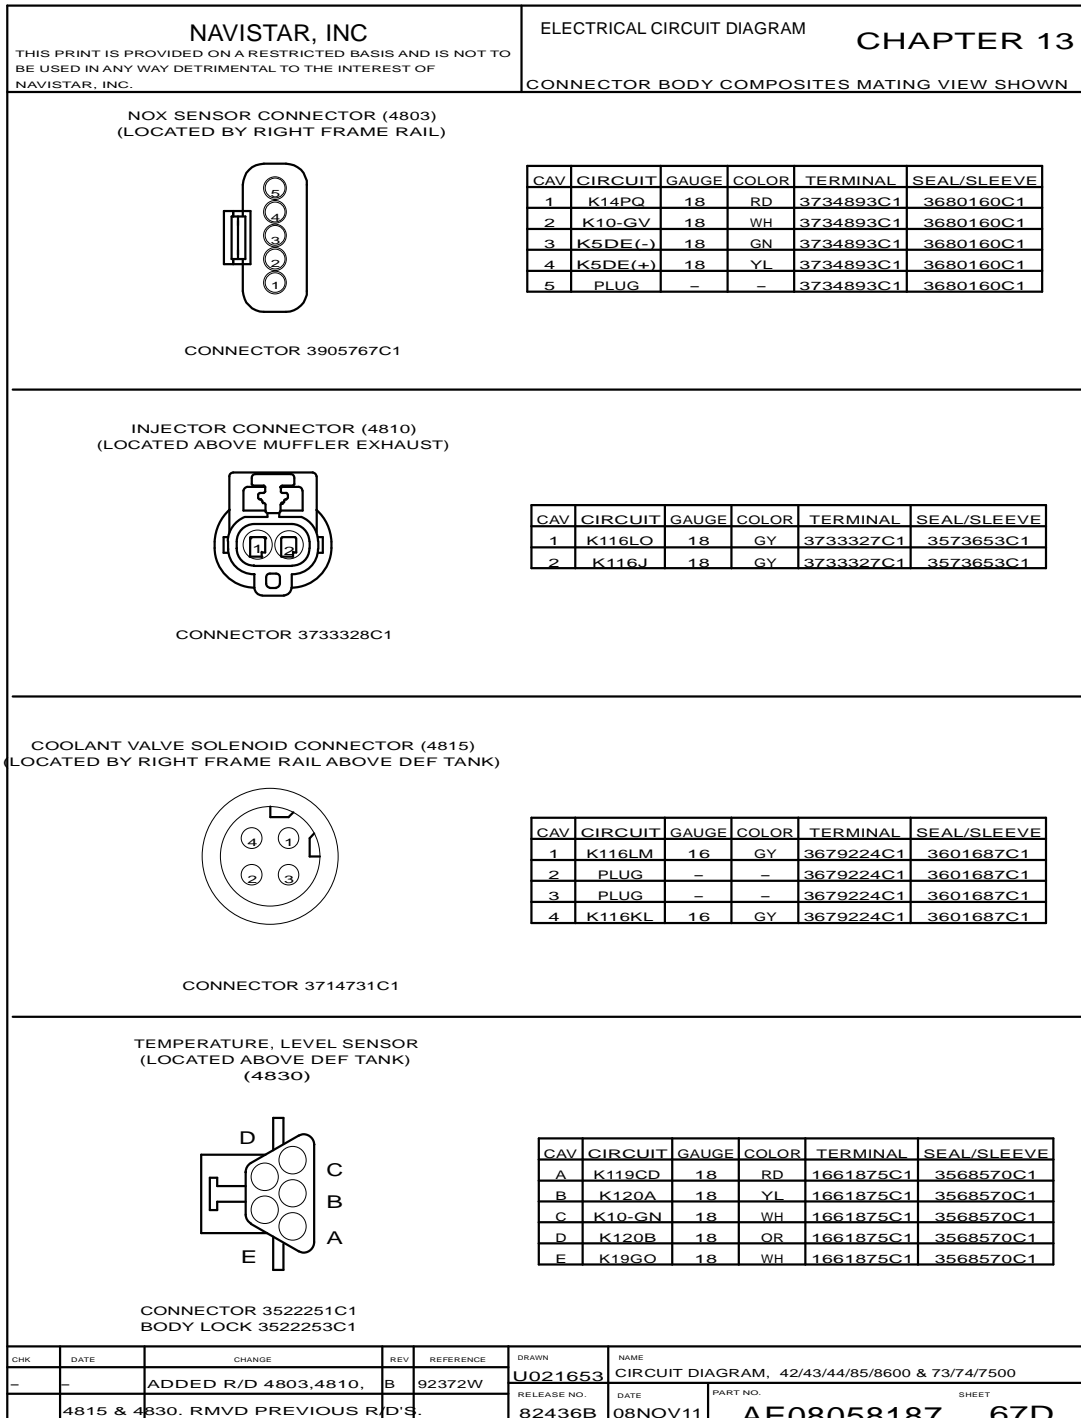 NAVISTAR, INC
THIS PRINT IS PROVIDED ON A RESTRICTED BASIS AND IS NOT TO
BE USED IN ANY WAY DETRIMENTAL TO THE INTEREST OF
NAVISTAR, INC.
ELECTRICAL CIRCUIT DIAGRAM
CHAPTER 13
CONNECTOR BODY COMPOSITES MATING VIEW SHOWN
NOX SENSOR CONNECTOR (4803)
(LOCATED BY RIGHT FRAME RAIL)
5
4
3
2
1
CONNECTOR 3905767C1
CAV CIRCUIT GAUGE COLOR TERMINAL SEAL/SLEEVE
1 K14PQ 18 RD 3734893C1 3680160C1
2 K10-GV 18 WH 3734893C1 3680160C1
3 K5DE(-) 18 GN 3734893C1 3680160C1
4 K5DE(+) 18 YL 3734893C1 3680160C1
5 PLUG – – 3734893C1 3680160C1
INJECTOR CONNECTOR (4810)
(LOCATED ABOVE MUFFLER EXHAUST)
1 2
CONNECTOR 3733328C1
CAV CIRCUIT GAUGE COLOR TERMINAL SEAL/SLEEVE
1 K116LO 18 GY 3733327C1 3573653C1
2 K116J 18 GY 3733327C1 3573653C1
COOLANT VALVE SOLENOID CONNECTOR (4815)
(LOCATED BY RIGHT FRAME RAIL ABOVE DEF TANK)
4 1
2 3
CONNECTOR 3714731C1
CAV CIRCUIT GAUGE COLOR TERMINAL SEAL/SLEEVE
1 K116LM 16 GY 3679224C1 3601687C1
2 PLUG – – 3679224C1 3601687C1
3 PLUG – – 3679224C1 3601687C1
4 K116KL 16 GY 3679224C1 3601687C1
TEMPERATURE, LEVEL SENSOR
(LOCATED ABOVE DEF TANK)
(4830)
D
C
B
A
E
CONNECTOR 3522251C1
BODY LOCK 3522253C1
CAV CIRCUIT GAUGE COLOR TERMINAL SEAL/SLEEVE
A K119CD 18 RD 1661875C1 3568570C1
B K120A 18 YL 1661875C1 3568570C1
C K10-GN 18 WH 1661875C1 3568570C1
D K120B 18 OR 1661875C1 3568570C1
E K19GO 18 WH 1661875C1 3568570C1
CHK DATE CHANGE REV REFERENCE
– – ADDED R/D 4803,4810, B 92372W
4815 & 4830. RMVD PREVIOUS R/D'S.
DRAWN
U021653
NAME
CIRCUIT DIAGRAM, 42/43/44/85/8600 & 73/74/7500
RELEASE NO. DATE PART NO. SHEET
82436B 08NOV11 AE08058187 67D